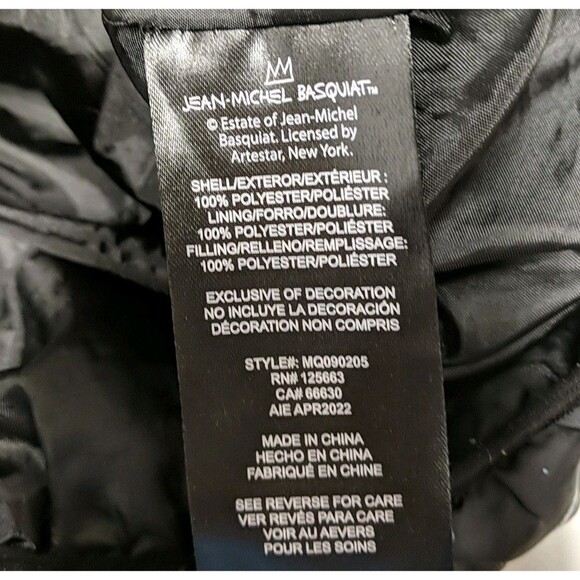 JEAN-MICHEL BASQUIAT™
© Estate of Jean-Michel
Basquiat. Licensed by
Artestar, New York.
SHELL/EXTEROR/EXTÉRIEUR :
100% POLYESTER/POLIÉSTER
LINING/FORRO/DOUBLURE:
100% POLYESTER/POLIÉSTER
FILLING/RELLENO/REMPLISSAGE:
100% POLYESTER/POLIÉSTER
EXCLUSIVE OF DECORATION
NO INCLUYE LA DECORACIÓN
DÉCORATION NON COMPRIS
STYLE#: MQ090205
RN# 125663
CA# 66630
AIE APR2022
MADE IN CHINA
HECHO EN CHINA
FABRIQUÉ EN CHINE
SEE REVERSE FOR CARE
VER REVÉS PARA CARE
VOIR AU AEVERS
POUR LES SOINS